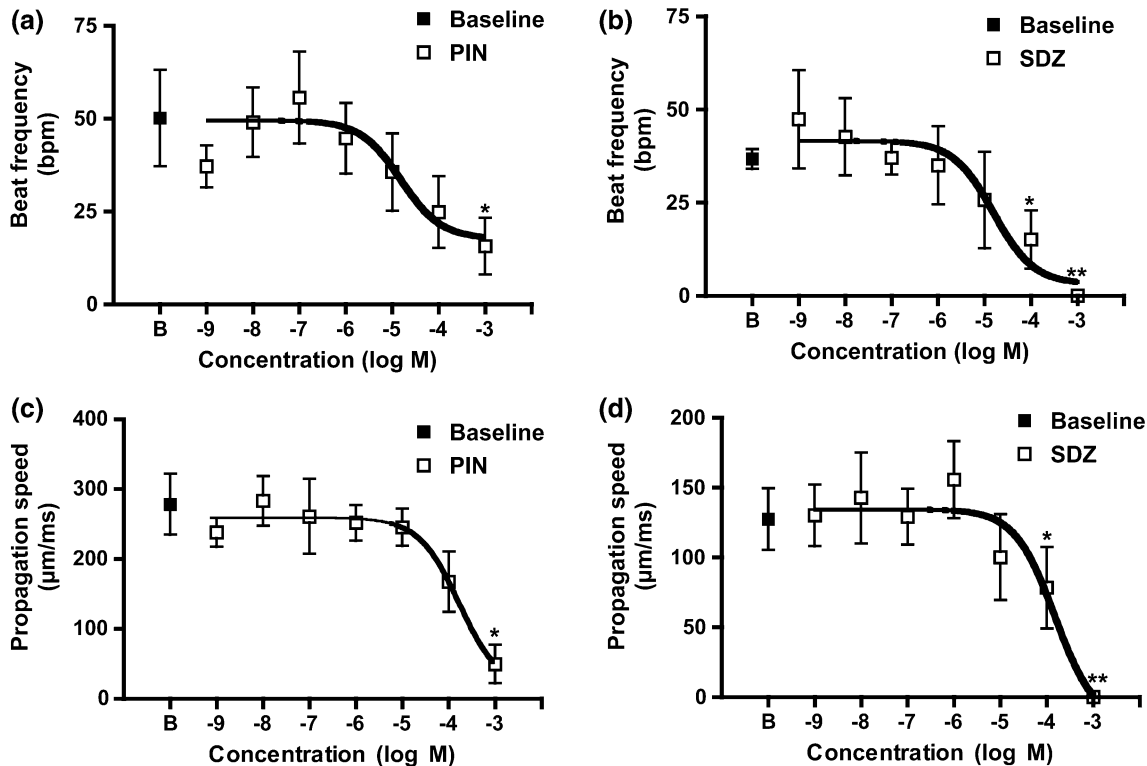 (a)
Beat frequency
(bpm)
75
50
25
0
Baseline
PIN
*
B -9 -8 -7 -6 -5 -4 -3
Concentration (log M)
(b)
Beat frequency
(bpm)
75
50
25
0
Baseline
SDZ
*
**
B -9 -8 -7 -6 -5 -4 -3
Concentration (log M)
(c)
Propagation speed
(µm/ms)
400
300
200
100
0
Baseline
PIN
*
B -9 -8 -7 -6 -5 -4 -3
Concentration (log M)
(d)
Propagation speed
(µm/ms)
200
150
100
50
0
Baseline
SDZ
*
**
B -9 -8 -7 -6 -5 -4 -3
Concentration (log M)